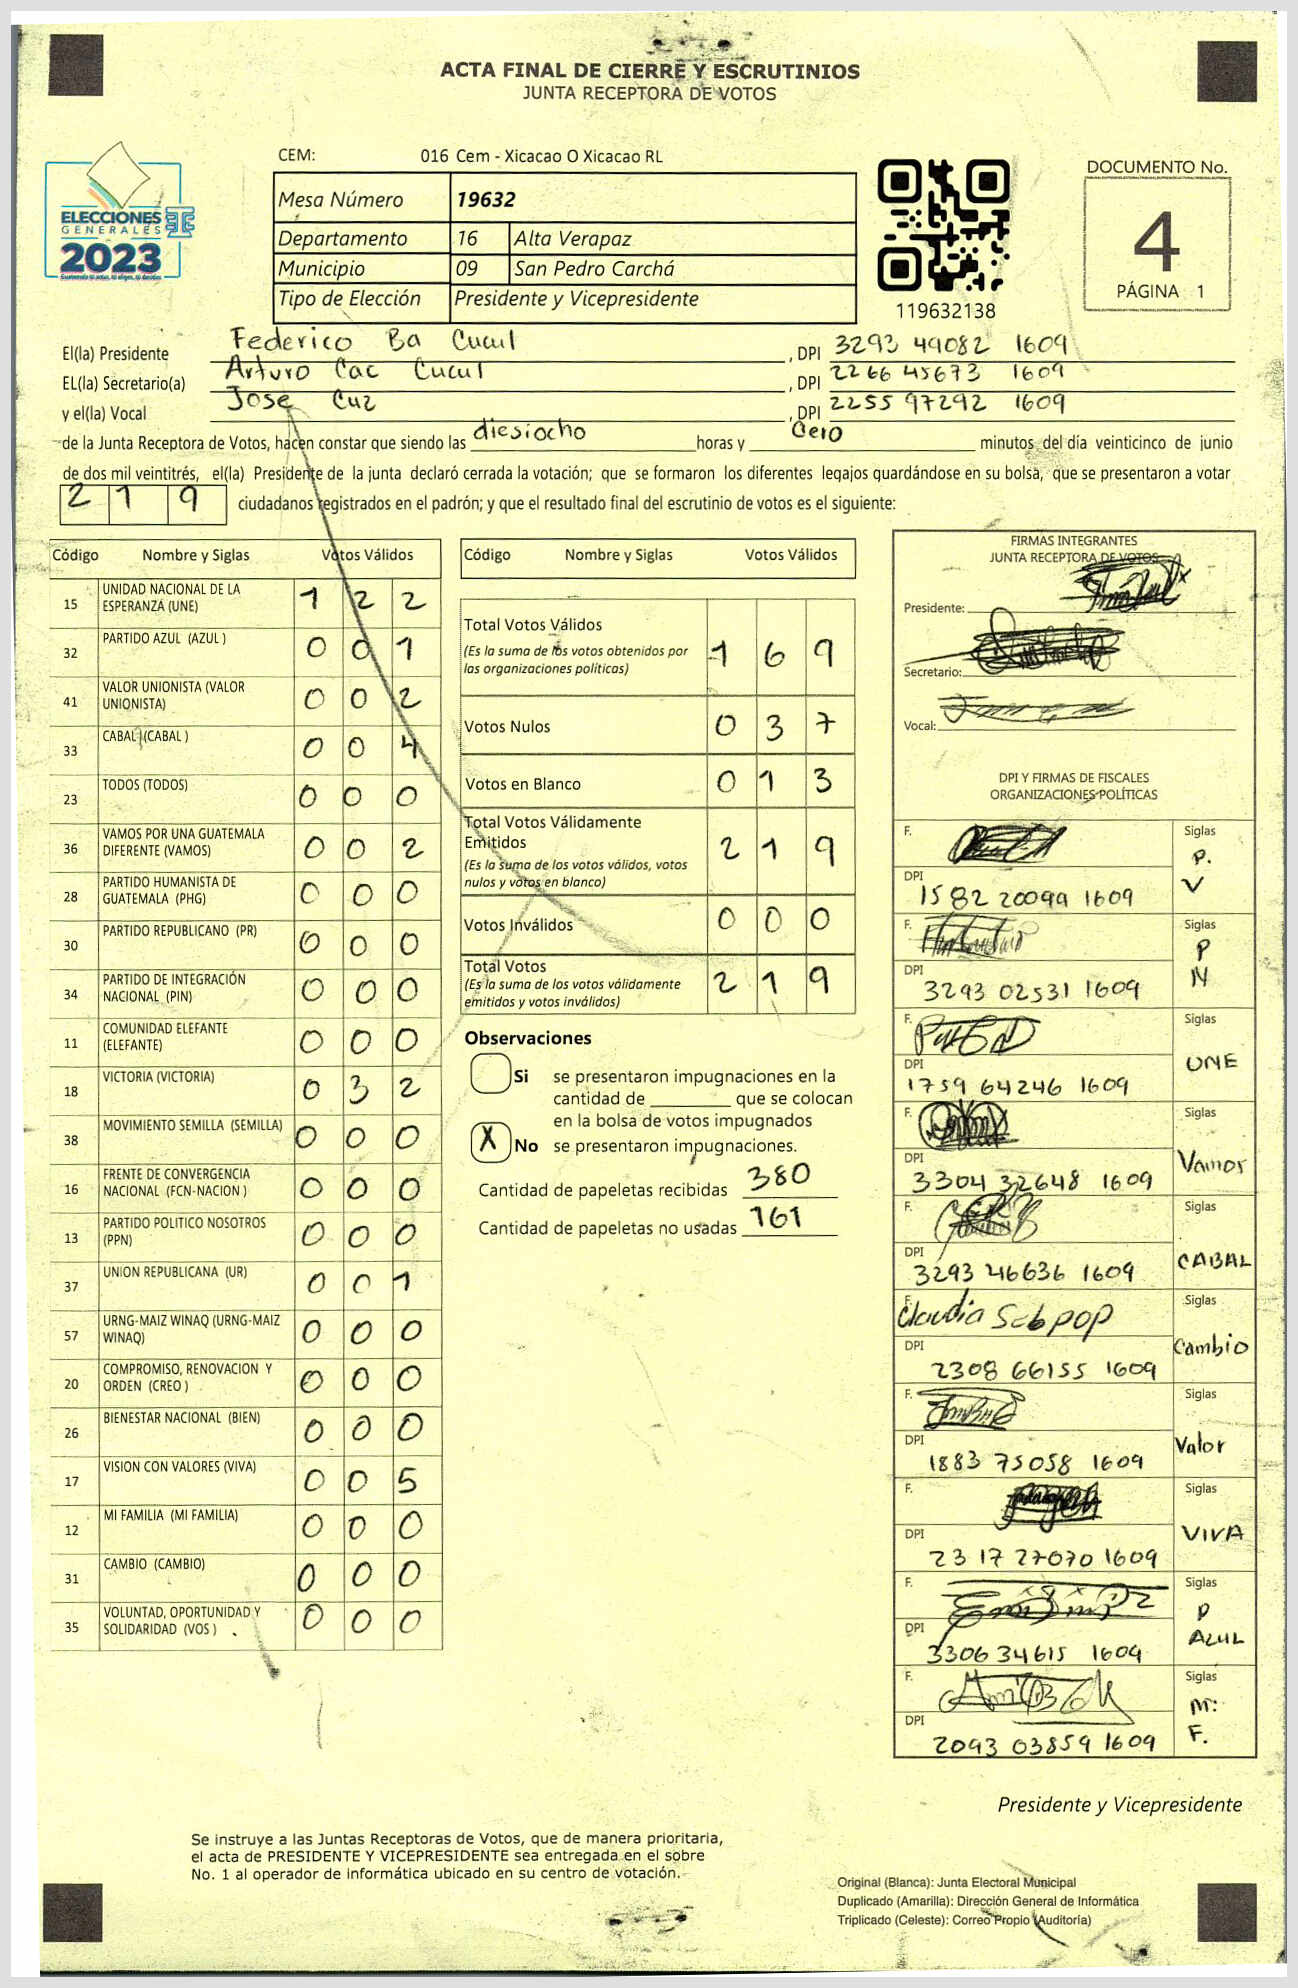 ACTA FINAL DE CIERRE Y ESCRUTINIOS
JUNTA RECEPTORA DE VOTOS
ELECCIONES
GENERALES
2023
CEM: 016 Cem - Xicacao O Xicacao RL
Mesa Número 19632
Departamento 16 Alta Verapaz
Municipio 09 San Pedro Carchá
Tipo de Elección Presidente y Vicepresidente
119632138
DOCUMENTO No.
4
PÁGINA 1
El(la) Presidente Federico Ba Cucul , DPI 3293 49082 1609
EL(la) Secretario(a) Arturo Cac Cucul , DPI 2266 45673 1609
y el(la) Vocal Jose Cuz , DPI 2255 97292 1609
de la Junta Receptora de Votos, hacen constar que siendo las diesiocho horas y Cero minutos del día veinticinco de junio
de dos mil veintitrés, el(la) Presidente de la junta declaró cerrada la votación; que se formaron los diferentes legajos guardándose en su bolsa, que se presentaron a votar
2 1 9 ciudadanos registrados en el padrón; y que el resultado final del escrutinio de votos es el siguiente:
Código Nombre y Siglas Votos Válidos
15 UNIDAD NACIONAL DE LA
ESPERANZA (UNE) 1 2 2
32 PARTIDO AZUL (AZUL ) 0 0 1
41 VALOR UNIONISTA (VALOR
UNIONISTA) 0 0 2
33 CABAL (CABAL ) 0 0 4
23 TODOS (TODOS) 0 0 0
36 VAMOS POR UNA GUATEMALA
DIFERENTE (VAMOS) 0 0 2
28 PARTIDO HUMANISTA DE
GUATEMALA (PHG) 0 0 0
30 PARTIDO REPUBLICANO (PR) 0 0 0
34 PARTIDO DE INTEGRACIÓN
NACIONAL (PIN) 0 0 0
11 COMUNIDAD ELEFANTE
(ELEFANTE) 0 0 0
18 VICTORIA (VICTORIA) 0 3 2
38 MOVIMIENTO SEMILLA (SEMILLA) 0 0 0
16 FRENTE DE CONVERGENCIA
NACIONAL (FCN-NACION ) 0 0 0
13 PARTIDO POLITICO NOSOTROS
(PPN) 0 0 0
37 UNION REPUBLICANA (UR) 0 0 1
57 URNG-MAIZ WINAQ (URNG-MAIZ
WINAQ) 0 0 0
20 COMPROMISO, RENOVACION Y
ORDEN (CREO ) 0 0 0
26 BIENESTAR NACIONAL (BIEN) 0 0 0
17 VISION CON VALORES (VIVA) 0 0 5
12 MI FAMILIA (MI FAMILIA) 0 0 0
31 CAMBIO (CAMBIO) 0 0 0
35 VOLUNTAD, OPORTUNIDAD Y
SOLIDARIDAD (VOS ) 0 0 0
Código Nombre y Siglas Votos Válidos
Total Votos Válidos
(Es la suma de los votos obtenidos por
las organizaciones políticas) 1 6 9
Votos Nulos 0 3 7
Votos en Blanco 0 1 3
Total Votos Válidamente
Emitidos
(Es la suma de los votos válidos, votos
nulos y votos en blanco) 2 1 9
Votos Inválidos 0 0 0
Total Votos
(Es la suma de los votos válidamente
emitidos y votos inválidos) 2 1 9
Observaciones
Si se presentaron impugnaciones en la
cantidad de ________ que se colocan
en la bolsa de votos impugnados
X No se presentaron impugnaciones.
Cantidad de papeletas recibidas 380
Cantidad de papeletas no usadas 161
FIRMAS INTEGRANTES
JUNTA RECEPTORA DE VOTOS
Presidente:
Secretario:
Vocal:
DPI Y FIRMAS DE FISCALES
ORGANIZACIONES POLÍTICAS
F. Siglas P. V
DPI 1582 20099 1609
F. Siglas P N
DPI 3293 02531 1609
F. Siglas UNE
DPI 1759 64246 1609
F. Siglas Vamos
DPI 3304 32648 1609
F. Siglas CABAL
DPI 3293 46636 1609
F. Claudia Seb pop Siglas Cambio
DPI 2308 66155 1609
F. Siglas Valor
DPI 1883 75058 1609
F. Siglas VIVA
DPI 23 17 27070 1609
F. Siglas P AZUL
DPI 3306 34615 1609
F. Siglas M: F.
DPI 2093 03859 1609
Presidente y Vicepresidente
Se instruye a las Juntas Receptoras de Votos, que de manera prioritaria,
el acta de PRESIDENTE Y VICEPRESIDENTE sea entregada en el sobre
No. 1 al operador de informática ubicado en su centro de votación.
Original (Blanca): Junta Electoral Municipal
Duplicado (Amarilla): Dirección General de Informática
Triplicado (Celeste): Correo Propio (Auditoría)